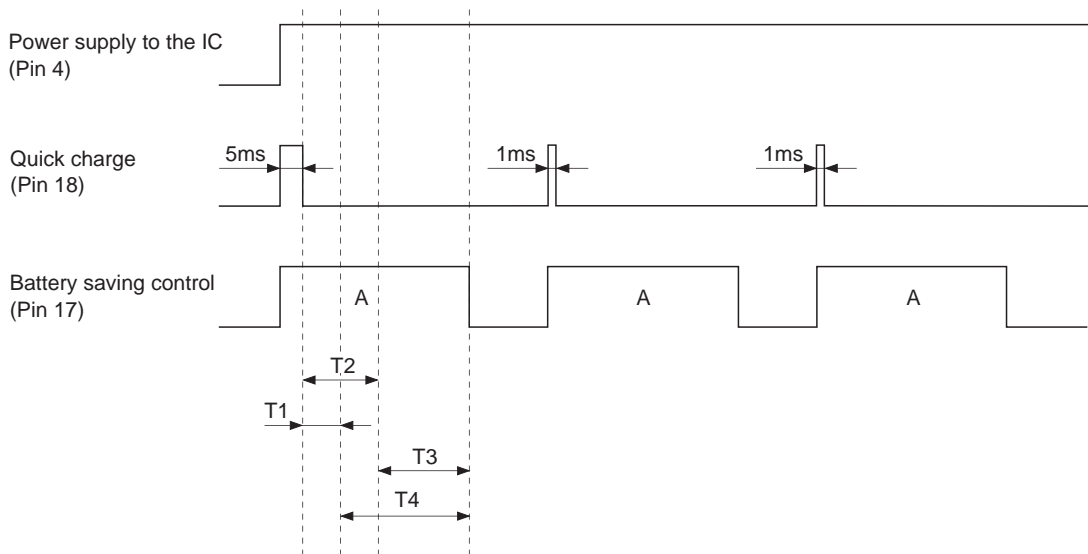 Power supply to the IC
(Pin 4)
Quick charge
(Pin 18)
5ms
1ms
1ms
Battery saving control
(Pin 17)
A
A
A
T2
T1
T3
T4